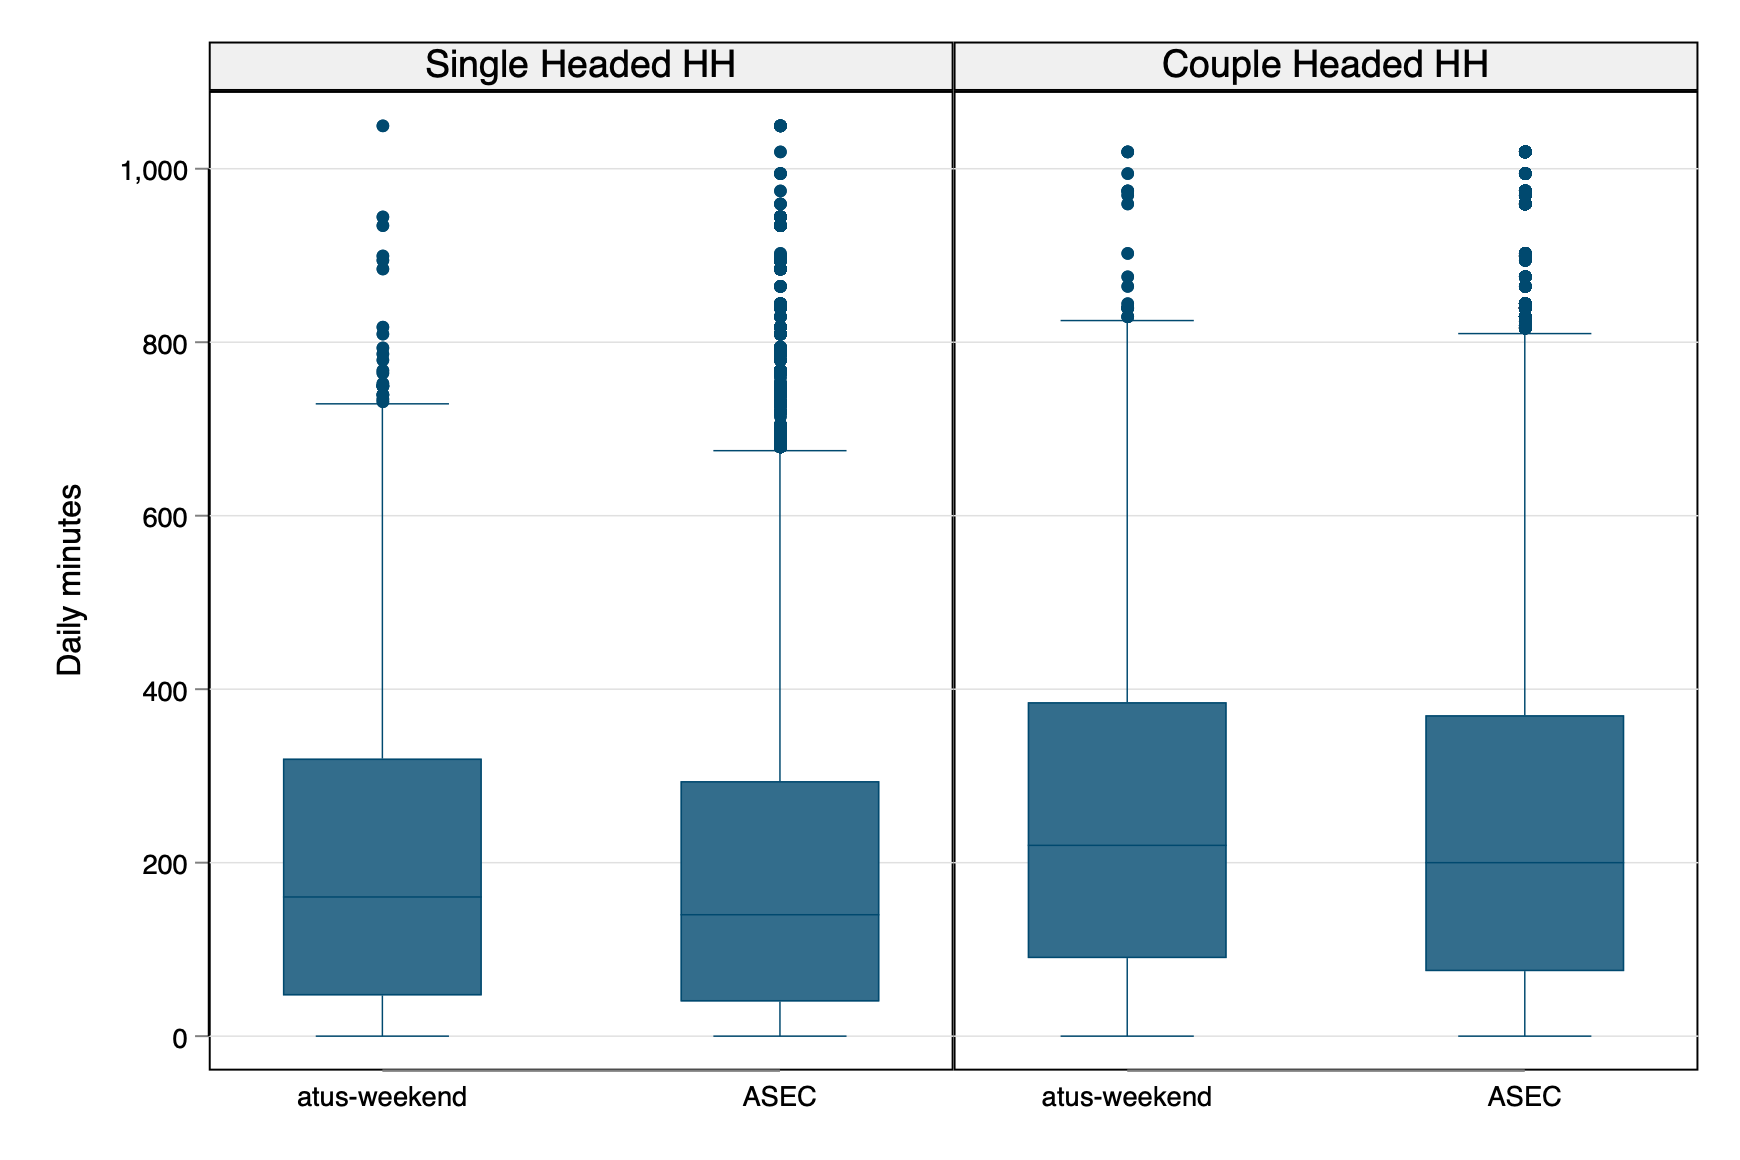 Single Headed HH
Couple Headed HH
Daily minutes
1,000
800
600
400
200
0
atus-weekend
ASEC
atus-weekend
ASEC